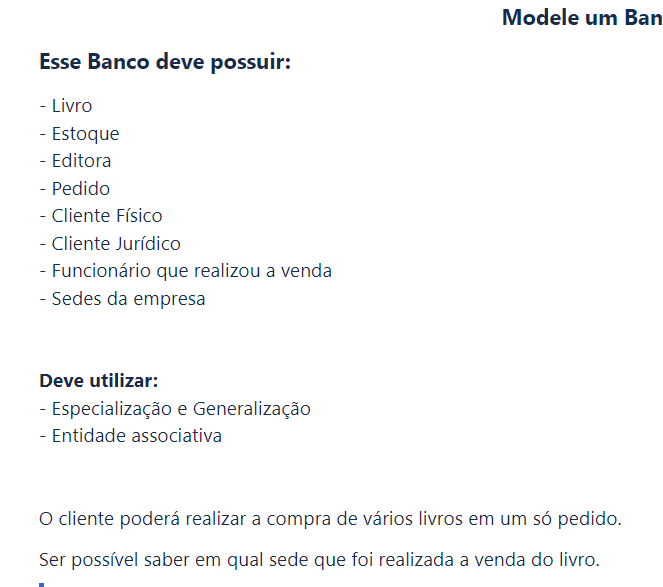 Modele um Ban
Esse Banco deve possuir:
- Livro
- Estoque
- Editora
- Pedido
- Cliente Físico
- Cliente Jurídico
- Funcionário que realizou a venda
- Sedes da empresa
Deve utilizar:
- Especialização e Generalização
- Entidade associativa
O cliente poderá realizar a compra de vários livros em um só pedido.
Ser possível saber em qual sede que foi realizada a venda do livro.